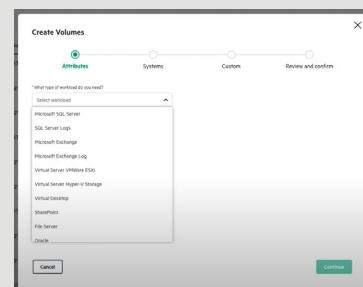 Create Volumes
Attributes
Systems
Custom
Review and confirm
*What type of workload do you need?
Select workload
Microsoft SQL Server
SQL Server Logs
Microsoft Exchange
Microsoft Exchange Log
Virtual Server VMWare ESXi
Virtual Server Hyper-V Storage
Virtual Desktop
SharePoint
File Server
Oracle
Cancel
Continue